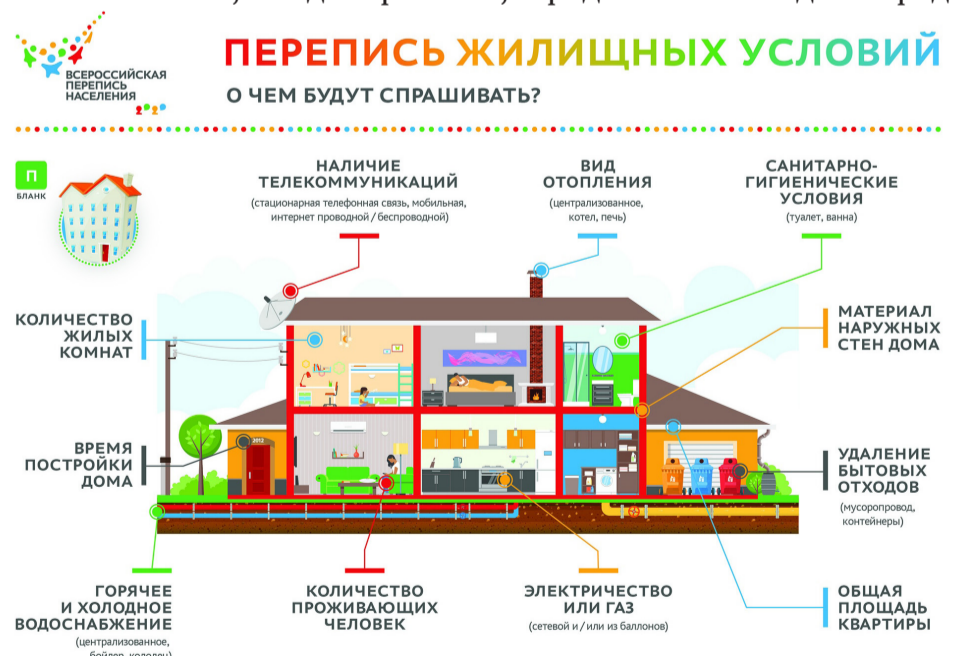 ВСЕРОССИЙСКАЯ
ПЕРЕПИСЬ
НАСЕЛЕНИЯ
2020
ПЕРЕПИСЬ ЖИЛИЩНЫХ УСЛОВИЙ
О ЧЕМ БУДУТ СПРАШИВАТЬ?
П
БЛАНК
НАЛИЧИЕ
ТЕЛЕКОММУНИКАЦИЙ
(стационарная телефонная связь, мобильная,
интернет проводной / беспроводной)
ВИД
ОТОПЛЕНИЯ
(централизованное,
котел, печь)
САНИТАРНО-
ГИГИЕНИЧЕСКИЕ
УСЛОВИЯ
(туалет, ванна)
КОЛИЧЕСТВО
ЖИЛЫХ
КОМНАТ
МАТЕРИАЛ
НАРУЖНЫХ
СТЕН ДОМА
ВРЕМЯ
ПОСТРОЙКИ
ДОМА
2012
УДАЛЕНИЕ
БЫТОВЫХ
ОТХОДОВ
(мусоропровод,
контейнеры)
ГОРЯЧЕЕ
И ХОЛОДНОЕ
ВОДОСНАБЖЕНИЕ
(централизованное,
бойлер, колодец)
КОЛИЧЕСТВО
ПРОЖИВАЮЩИХ
ЧЕЛОВЕК
ЭЛЕКТРИЧЕСТВО
ИЛИ ГАЗ
(сетевой и / или из баллонов)
ОБЩАЯ
ПЛОЩАДЬ
КВАРТИРЫ